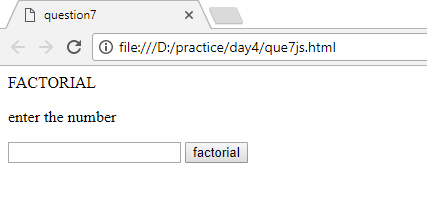 question7
file:///D:/practice/day4/que7js.html
FACTORIAL
enter the number
factorial